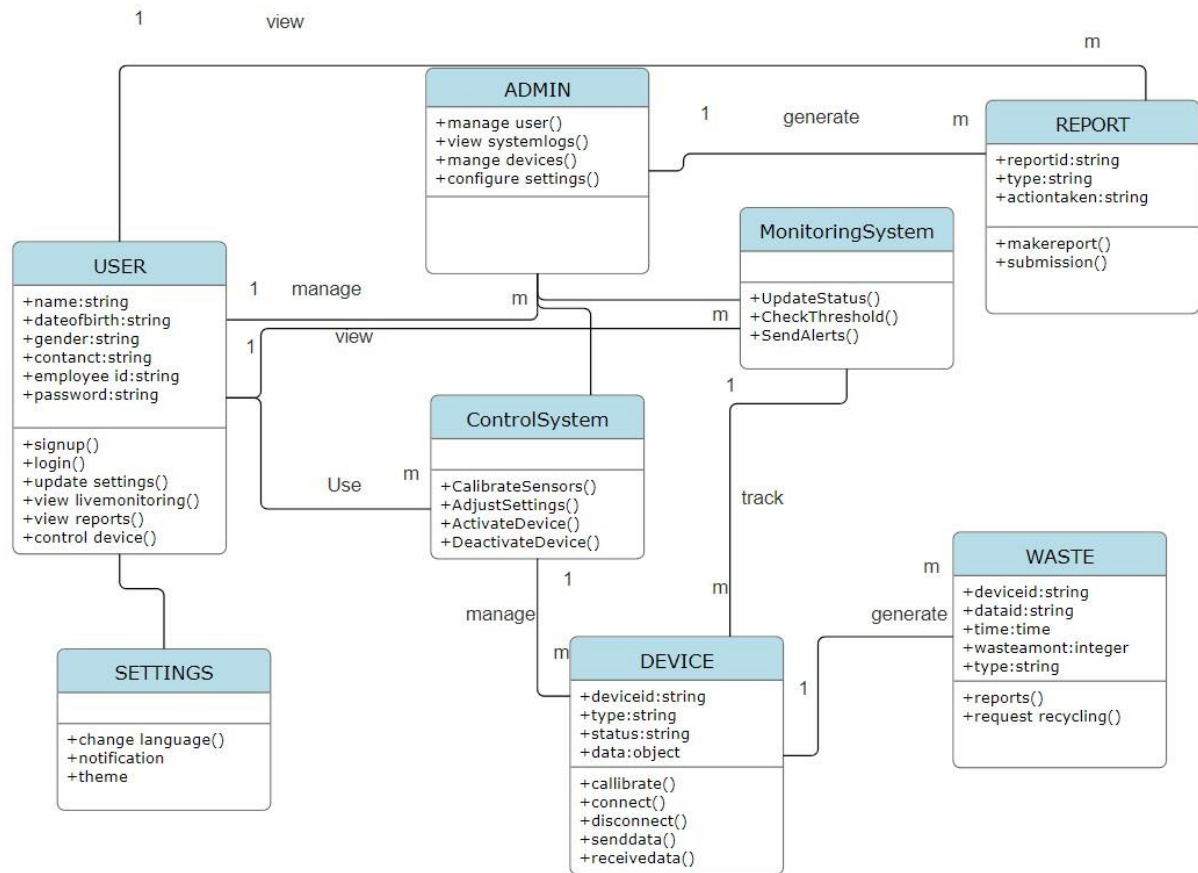 1 view
m
ADMIN
+manage user()
+view systemlogs()
+mange devices()
+configure settings()
1 generate m
REPORT
+reportid:string
+type:string
+actiontaken:string
+makereport()
+submission()
MonitoringSystem
+UpdateStatus()
+CheckThreshold()
+SendAlerts()
USER
+name:string
+dateofbirth:string
+gender:string
+contanct:string
+employee id:string
+password:string
+signup()
+login()
+update settings()
+view livemonitoring()
+view reports()
+control device()
1 manage m
1 view m
Use m
ControlSystem
+CalibrateSensors()
+AdjustSettings()
+ActivateDevice()
+DeactivateDevice()
1
track
m
1
manage
m
SETTINGS
+change language()
+notification
+theme
DEVICE
+deviceid:string
+type:string
+status:string
+data:object
+callibrate()
+connect()
+disconnect()
+senddata()
+receivedata()
m
generate
1
WASTE
+deviceid:string
+dataid:string
+time:time
+wasteamont:integer
+type:string
+reports()
+request recycling()